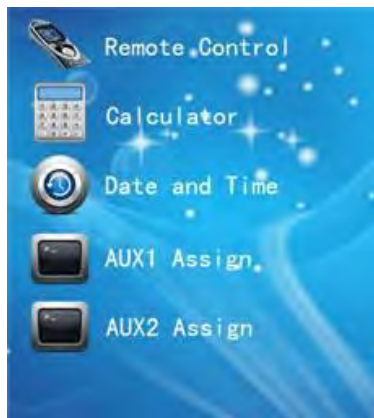 Remote Control
Calculator
Date and Time
AUX1 Assign
AUX2 Assign